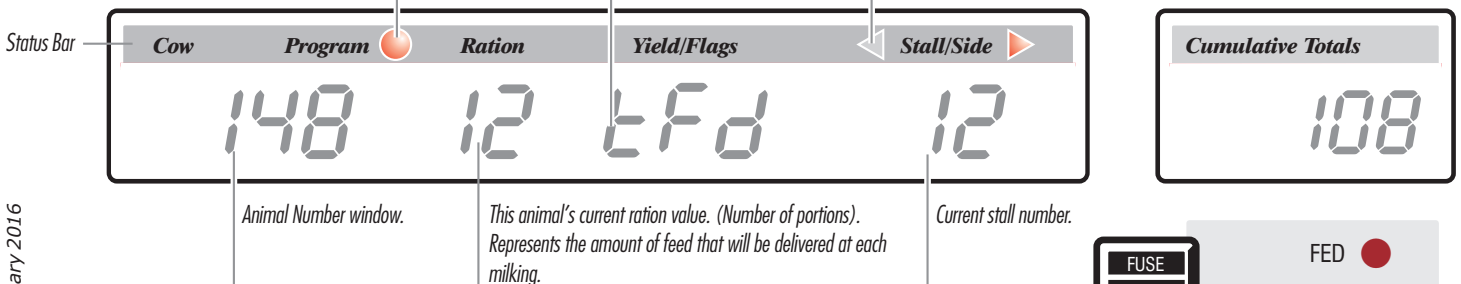 Status Bar
Cow Program Ration Yield/Flags Stall/Side
148 12 tFd 12
Cumulative Totals
108
Animal Number window.
This animal's current ration value. (Number of portions).
Represents the amount of feed that will be delivered at each
milking.
Current stall number.
FUSE
FED
ary 2016